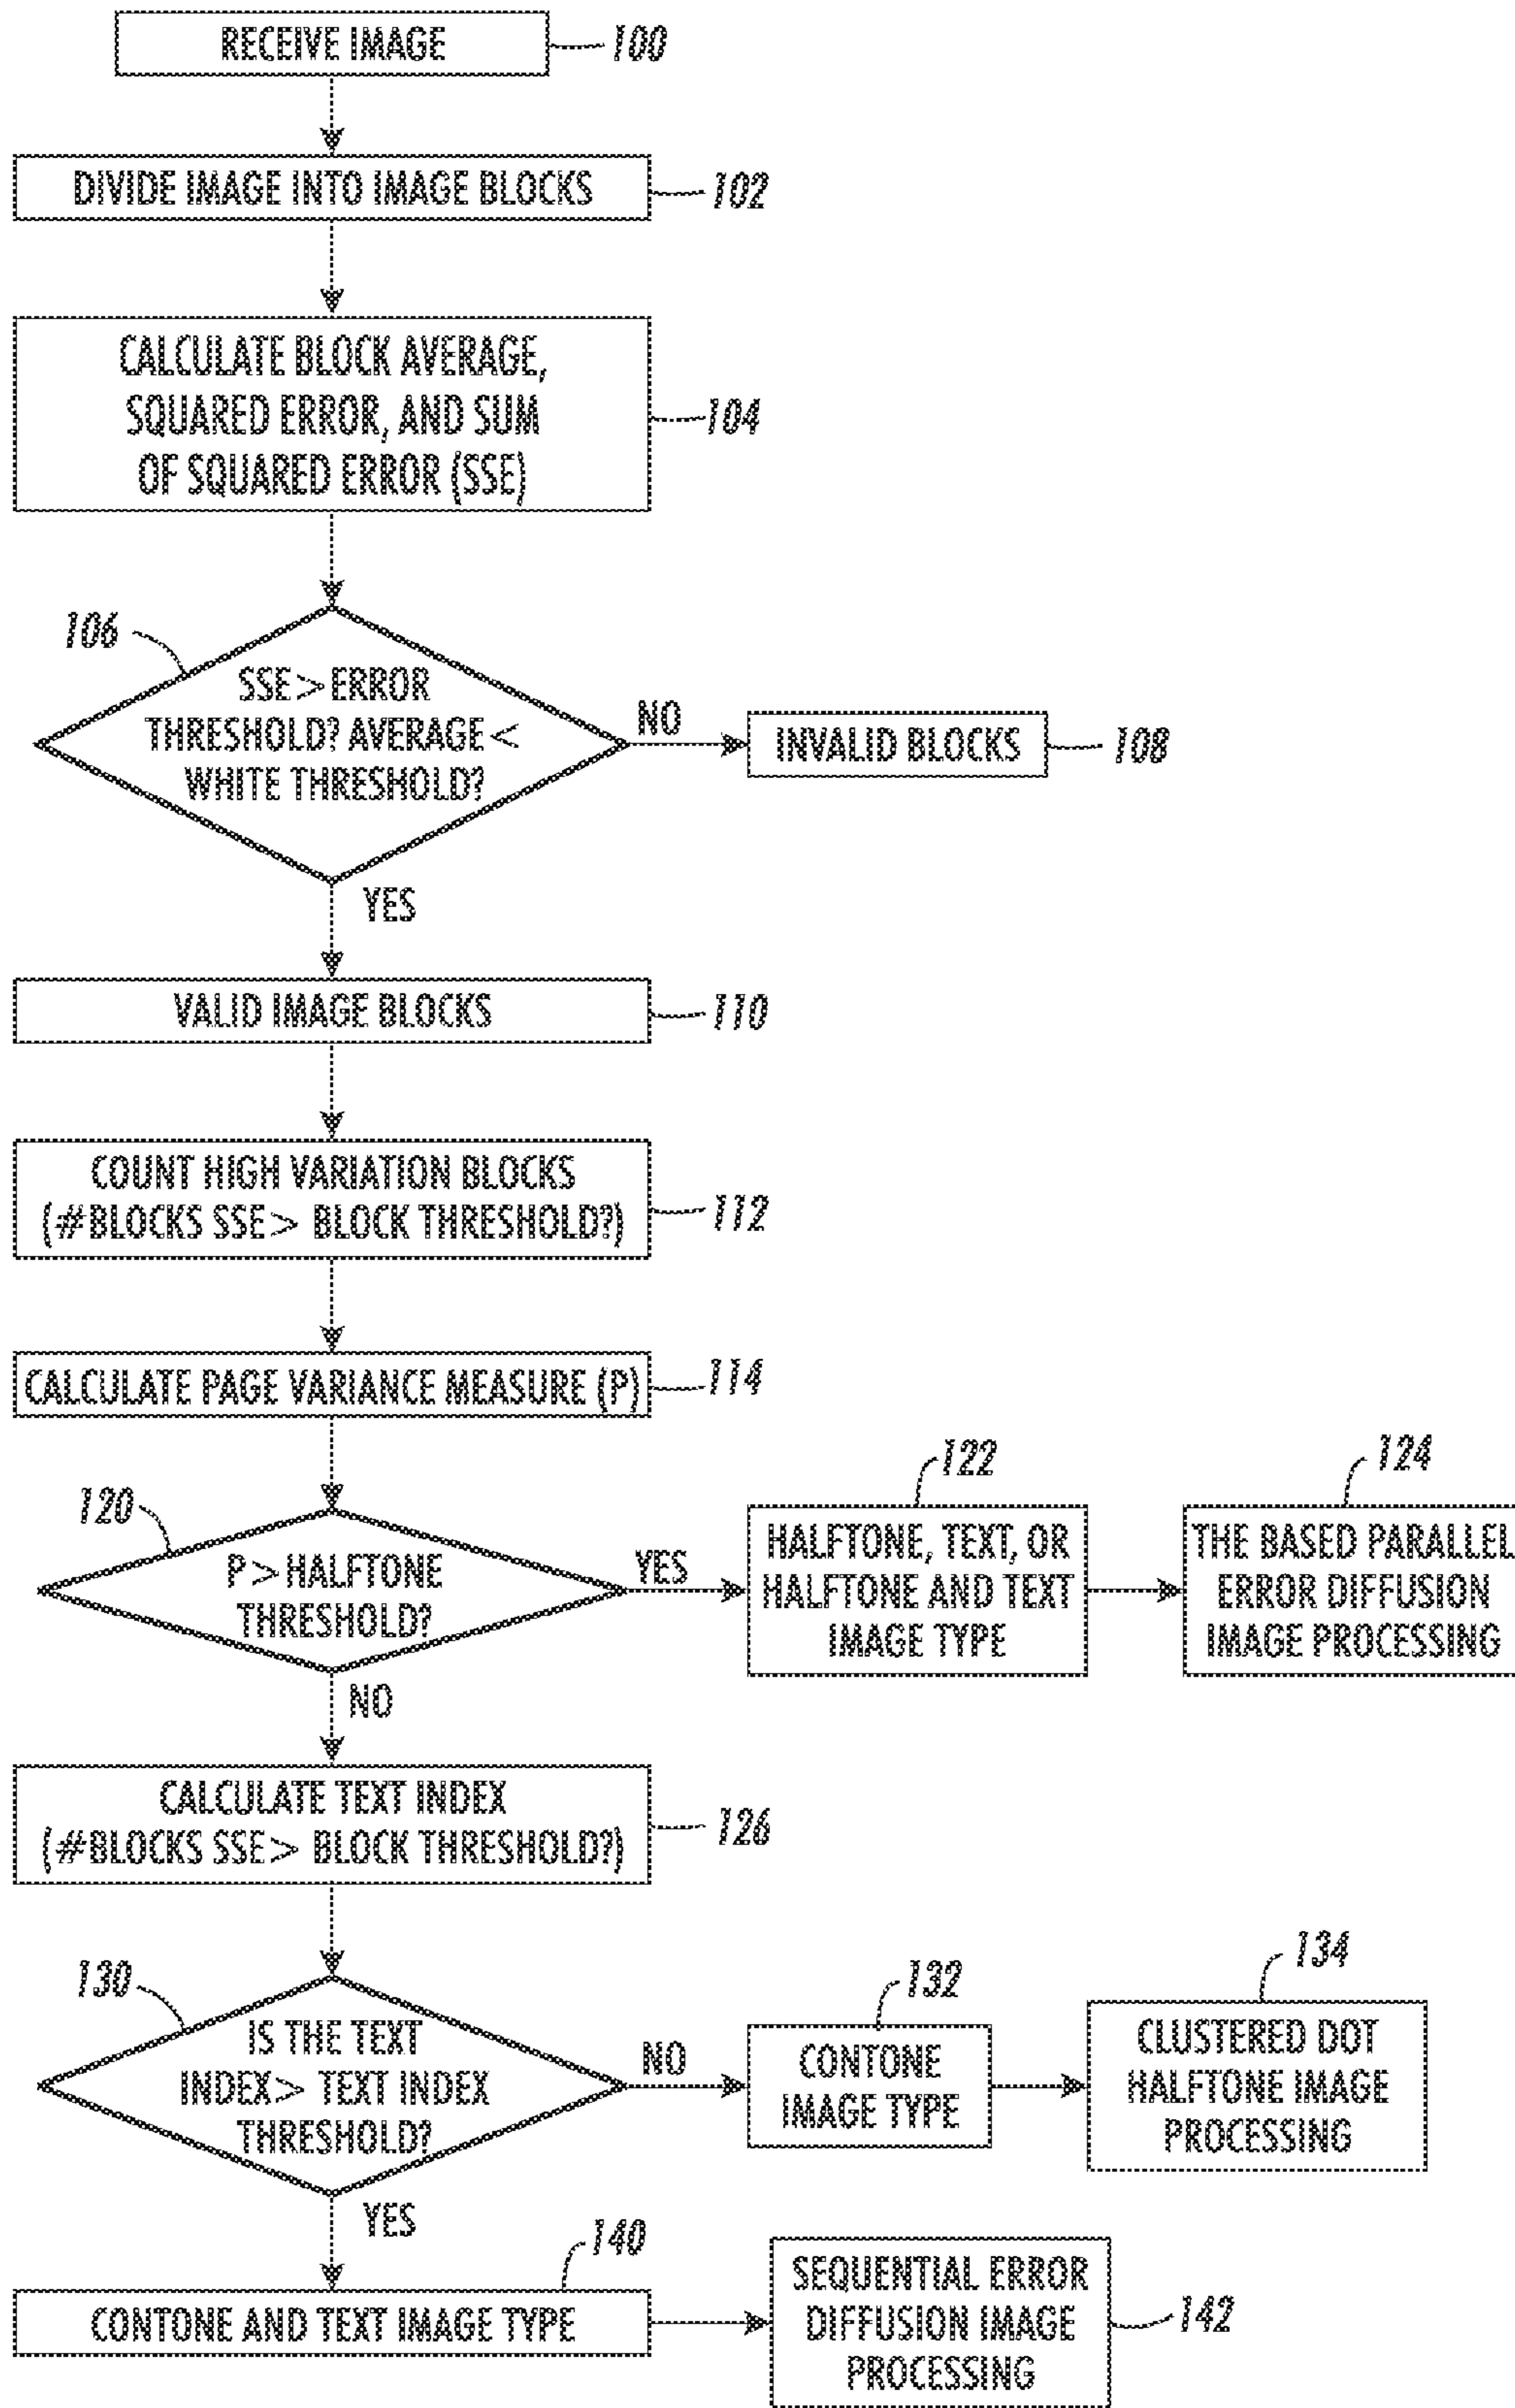 RECEIVE IMAGE
100
DIVIDE IMAGE INTO IMAGE BLOCKS
102
CALCULATE BLOCK AVERAGE,
SQUARED ERROR, AND SUM
OF SQUARED ERROR (SSE)
104
106
SSE > ERROR
THRESHOLD? AVERAGE <
WHITE THRESHOLD?
NO
INVALID BLOCKS
108
YES
VALID IMAGE BLOCKS
110
COUNT HIGH VARIATION BLOCKS
(#BLOCKS SSE > BLOCK THRESHOLD?)
112
CALCULATE PAGE VARIANCE MEASURE (P)
114
120
P > HALFTONE
THRESHOLD?
YES
122
HALFTONE, TEXT, OR
HALFTONE AND TEXT
IMAGE TYPE
124
THE BASED PARALLEL
ERROR DIFFUSION
IMAGE PROCESSING
NO
CALCULATE TEXT INDEX
(#BLOCKS SSE > BLOCK THRESHOLD?)
126
130
IS THE TEXT
INDEX > TEXT INDEX
THRESHOLD?
NO
132
CONTONE
IMAGE TYPE
134
CLUSTERED DOT
HALFTONE IMAGE
PROCESSING
YES
140
CONTONE AND TEXT IMAGE TYPE
SEQUENTIAL ERROR
DIFFUSION IMAGE
PROCESSING
142